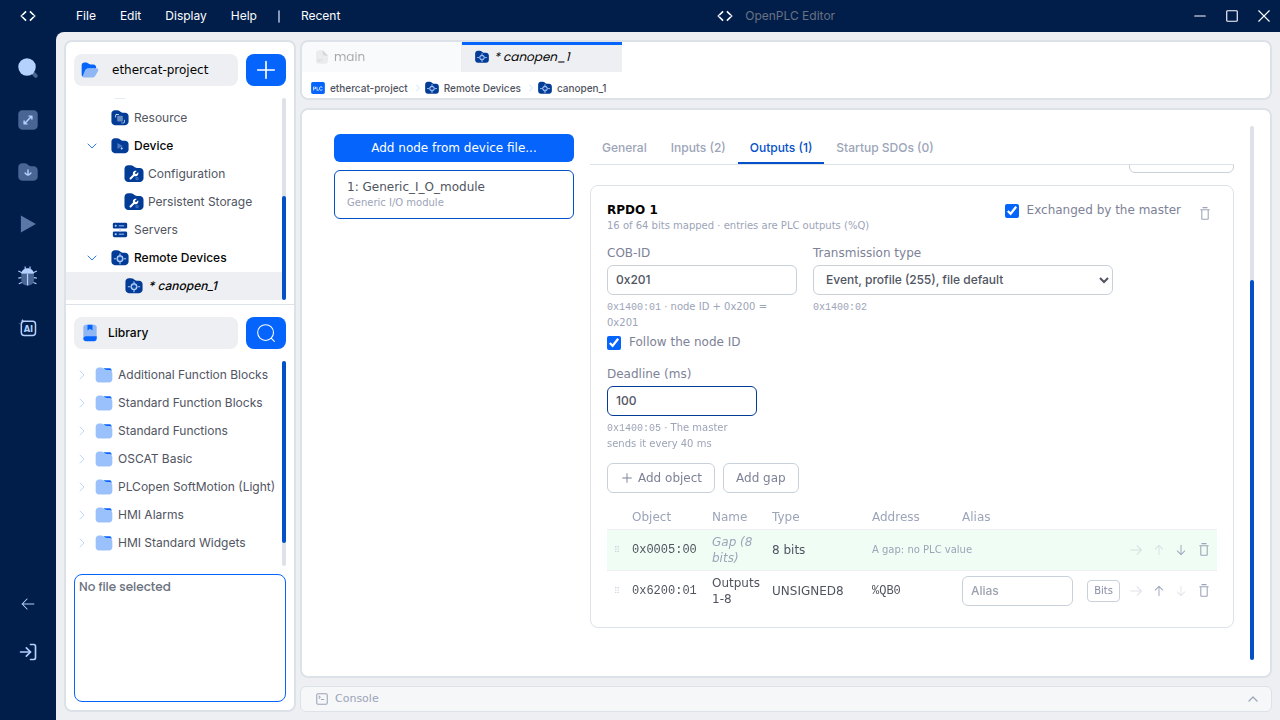 File Edit Display Help | Recent
OpenPLC Editor
ethercat-project
Resource
Device
Configuration
Persistent Storage
Servers
Remote Devices
* canopen_1
Library
Additional Function Blocks
Standard Function Blocks
Standard Functions
OSCAT Basic
PLCopen SoftMotion (Light)
HMI Alarms
HMI Standard Widgets
No file selected
AI
main
* canopen_1
PLC ethercat-project Remote Devices canopen_1
Add node from device file...
1: Generic_I_O_module
Generic I/O module
General Inputs (2) Outputs (1) Startup SDOs (0)
RPDO 1
16 of 64 bits mapped · entries are PLC outputs (%Q)
Exchanged by the master
COB-ID Transmission type
0x201 Event, profile (255), file default
0x1400:01 · node ID + 0x200 = 0x1400:02
0x201
Follow the node ID
Deadline (ms)
100
0x1400:05 · The master
sends it every 40 ms
Add object Add gap
Object Name Type Address Alias
0x0005:00 Gap (8 bits) 8 bits A gap: no PLC value
0x6200:01 Outputs 1-8 UNSIGNED8 %QB0 Alias Bits
Console